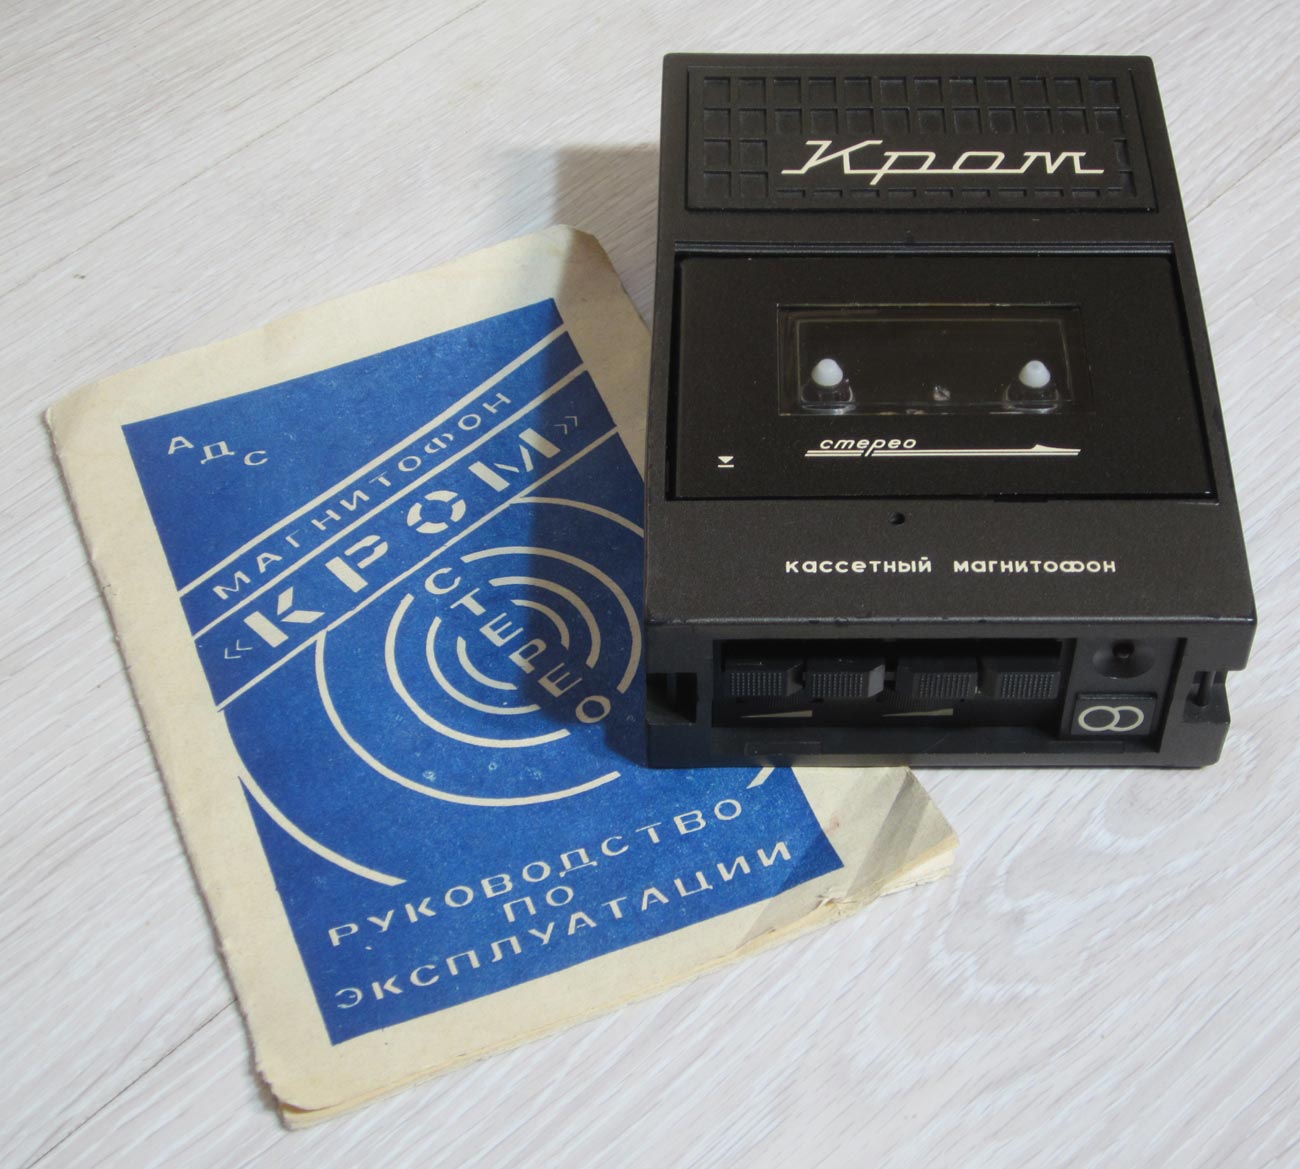 АДС
МАГНИТОФОН
«КРОМ»
СТЕРЕО
РУКОВОДСТВО
ПО
ЭКСПЛУАТАЦИИ
Кром
стерео
кассетный магнитофон